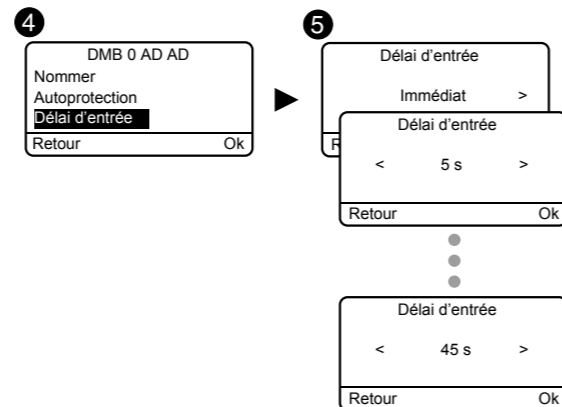 4
DMB 0 AD AD
Nommer
Autoprotection
Délai d'entrée
Retour Ok
5
Délai d'entrée
Immédiat >
R
Délai d'entrée
< 5 s >
Retour Ok
Délai d'entrée
< 45 s >
Retour Ok